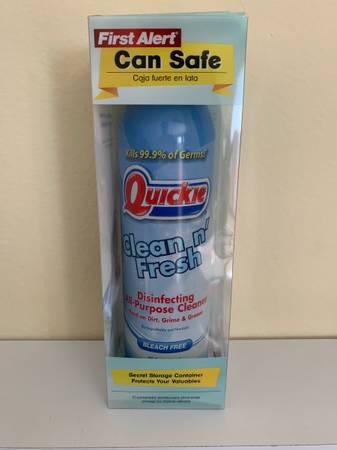 First Alert®
Can Safe
Caja fuerte en lata
Kills 99.9% of Germs!
Quickie
Clean n'
Fresh
Disinfecting
All-Purpose Cleaner
on Dirt, Grime & Grease
BLEACH FREE
Secret Storage Container
Protects Your Valuables